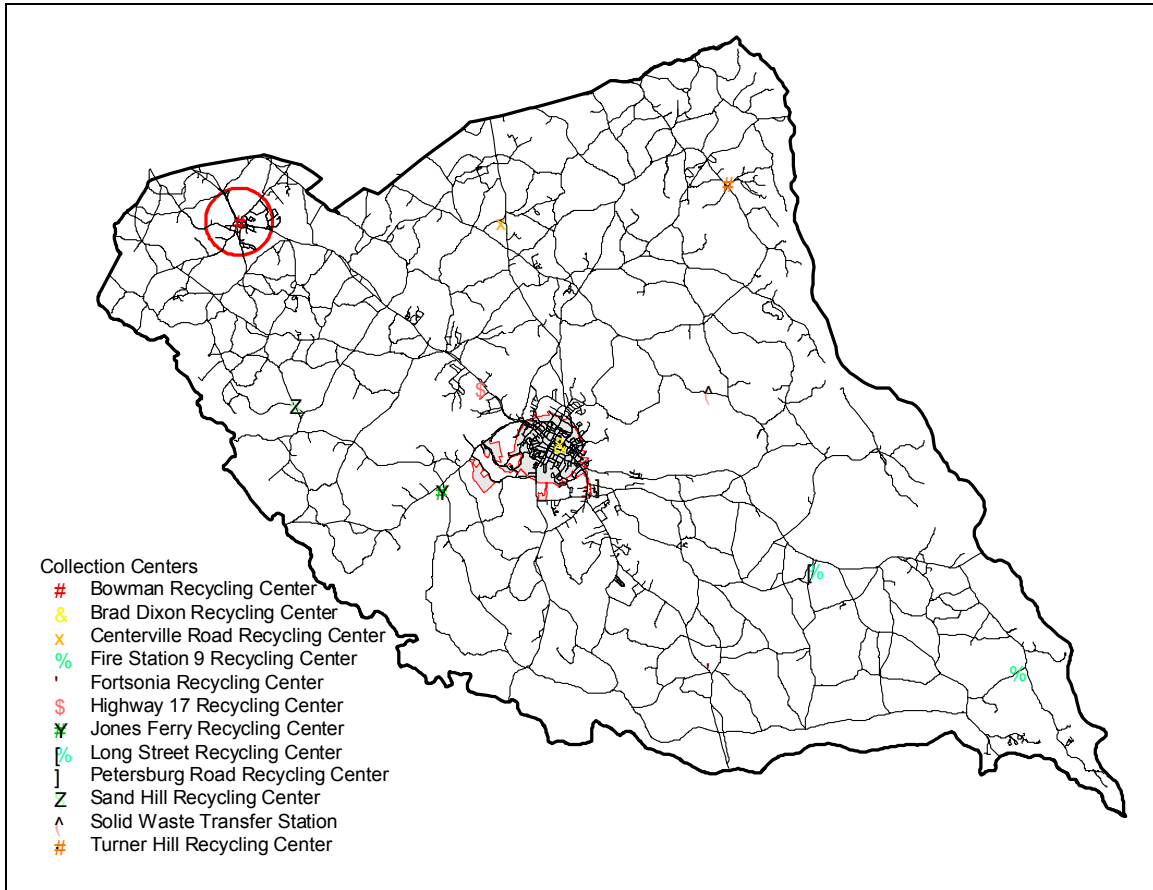 Collection Centers
# Bowman Recycling Center
& Brad Dixon Recycling Center
x Centerville Road Recycling Center
% Fire Station 9 Recycling Center
' Fortsonia Recycling Center
$ Highway 17 Recycling Center
¥ Jones Ferry Recycling Center
[% Long Street Recycling Center
] Petersburg Road Recycling Center
Z Sand Hill Recycling Center
^( Solid Waste Transfer Station
# Turner Hill Recycling Center